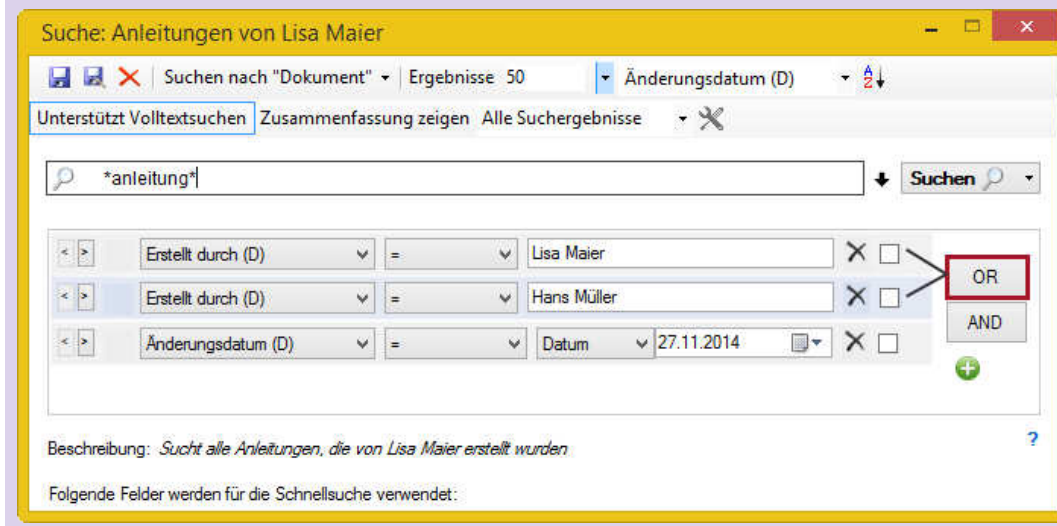 Suche: Anleitungen von Lisa Maier
Suchen nach "Dokument" Ergebnisse 50 Änderungsdatum (D)
Unterstützt Volltextsuchen Zusammenfassung zeigen Alle Suchergebnisse
*anleitung* Suchen
< > Erstellt durch (D) = Lisa Maier
OR
< > Erstellt durch (D) = Hans Müller
AND
< > Änderungsdatum (D) = Datum 27.11.2014
Beschreibung: Sucht alle Anleitungen, die von Lisa Maier erstellt wurden
?
Folgende Felder werden für die Schnellsuche verwendet: